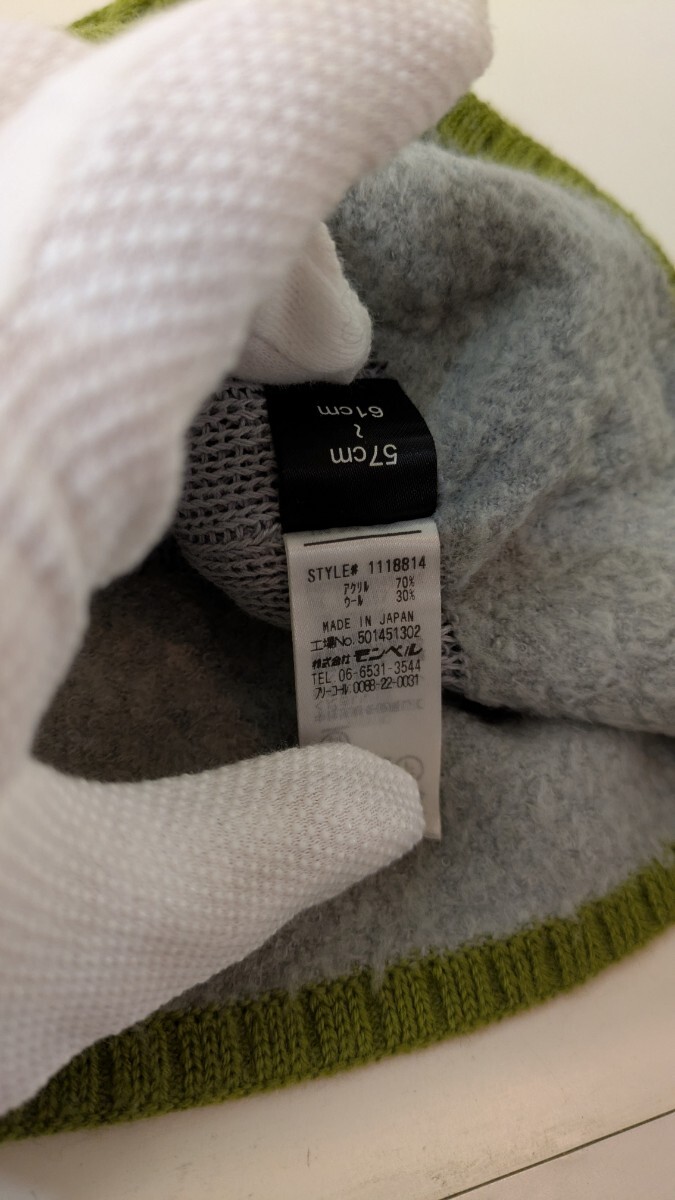 57cm
~
61cm
STYLE# 1118814
アクリル 70%
ウール 30%
MADE IN JAPAN
工場No. 501451302
株式会社 モンベル
TEL 06-6531-3544
フリーコール 0088-22-0031